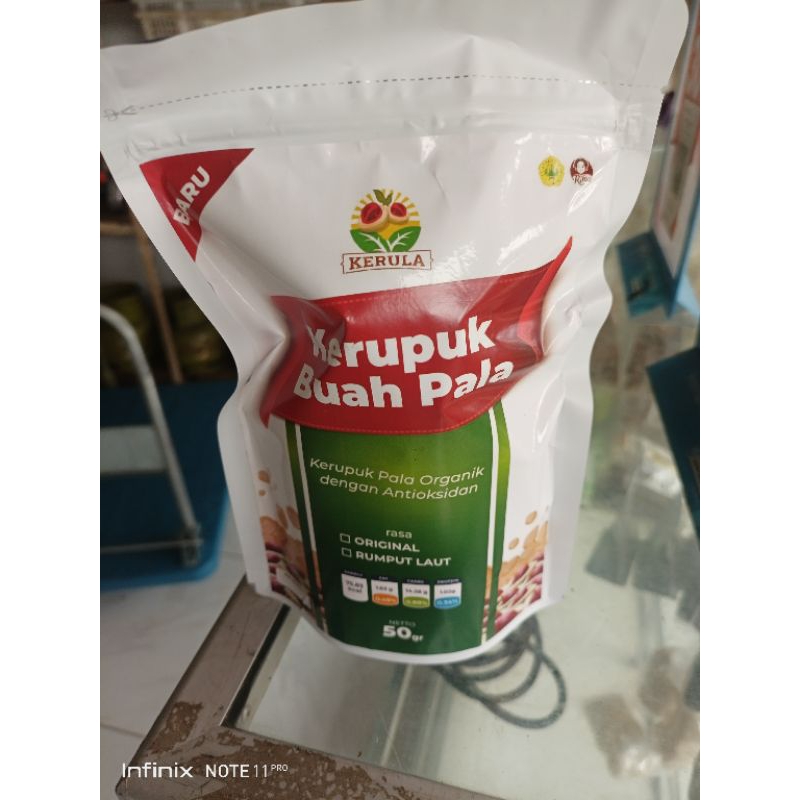 BARU
KERULA
Kerupuk
Buah Pala
Kerupuk Pala Organik
dengan Antioksidan
rasa
ORIGINAL
RUMPUT LAUT
NETTO
50gr
Infinix NOTE 11 PRO